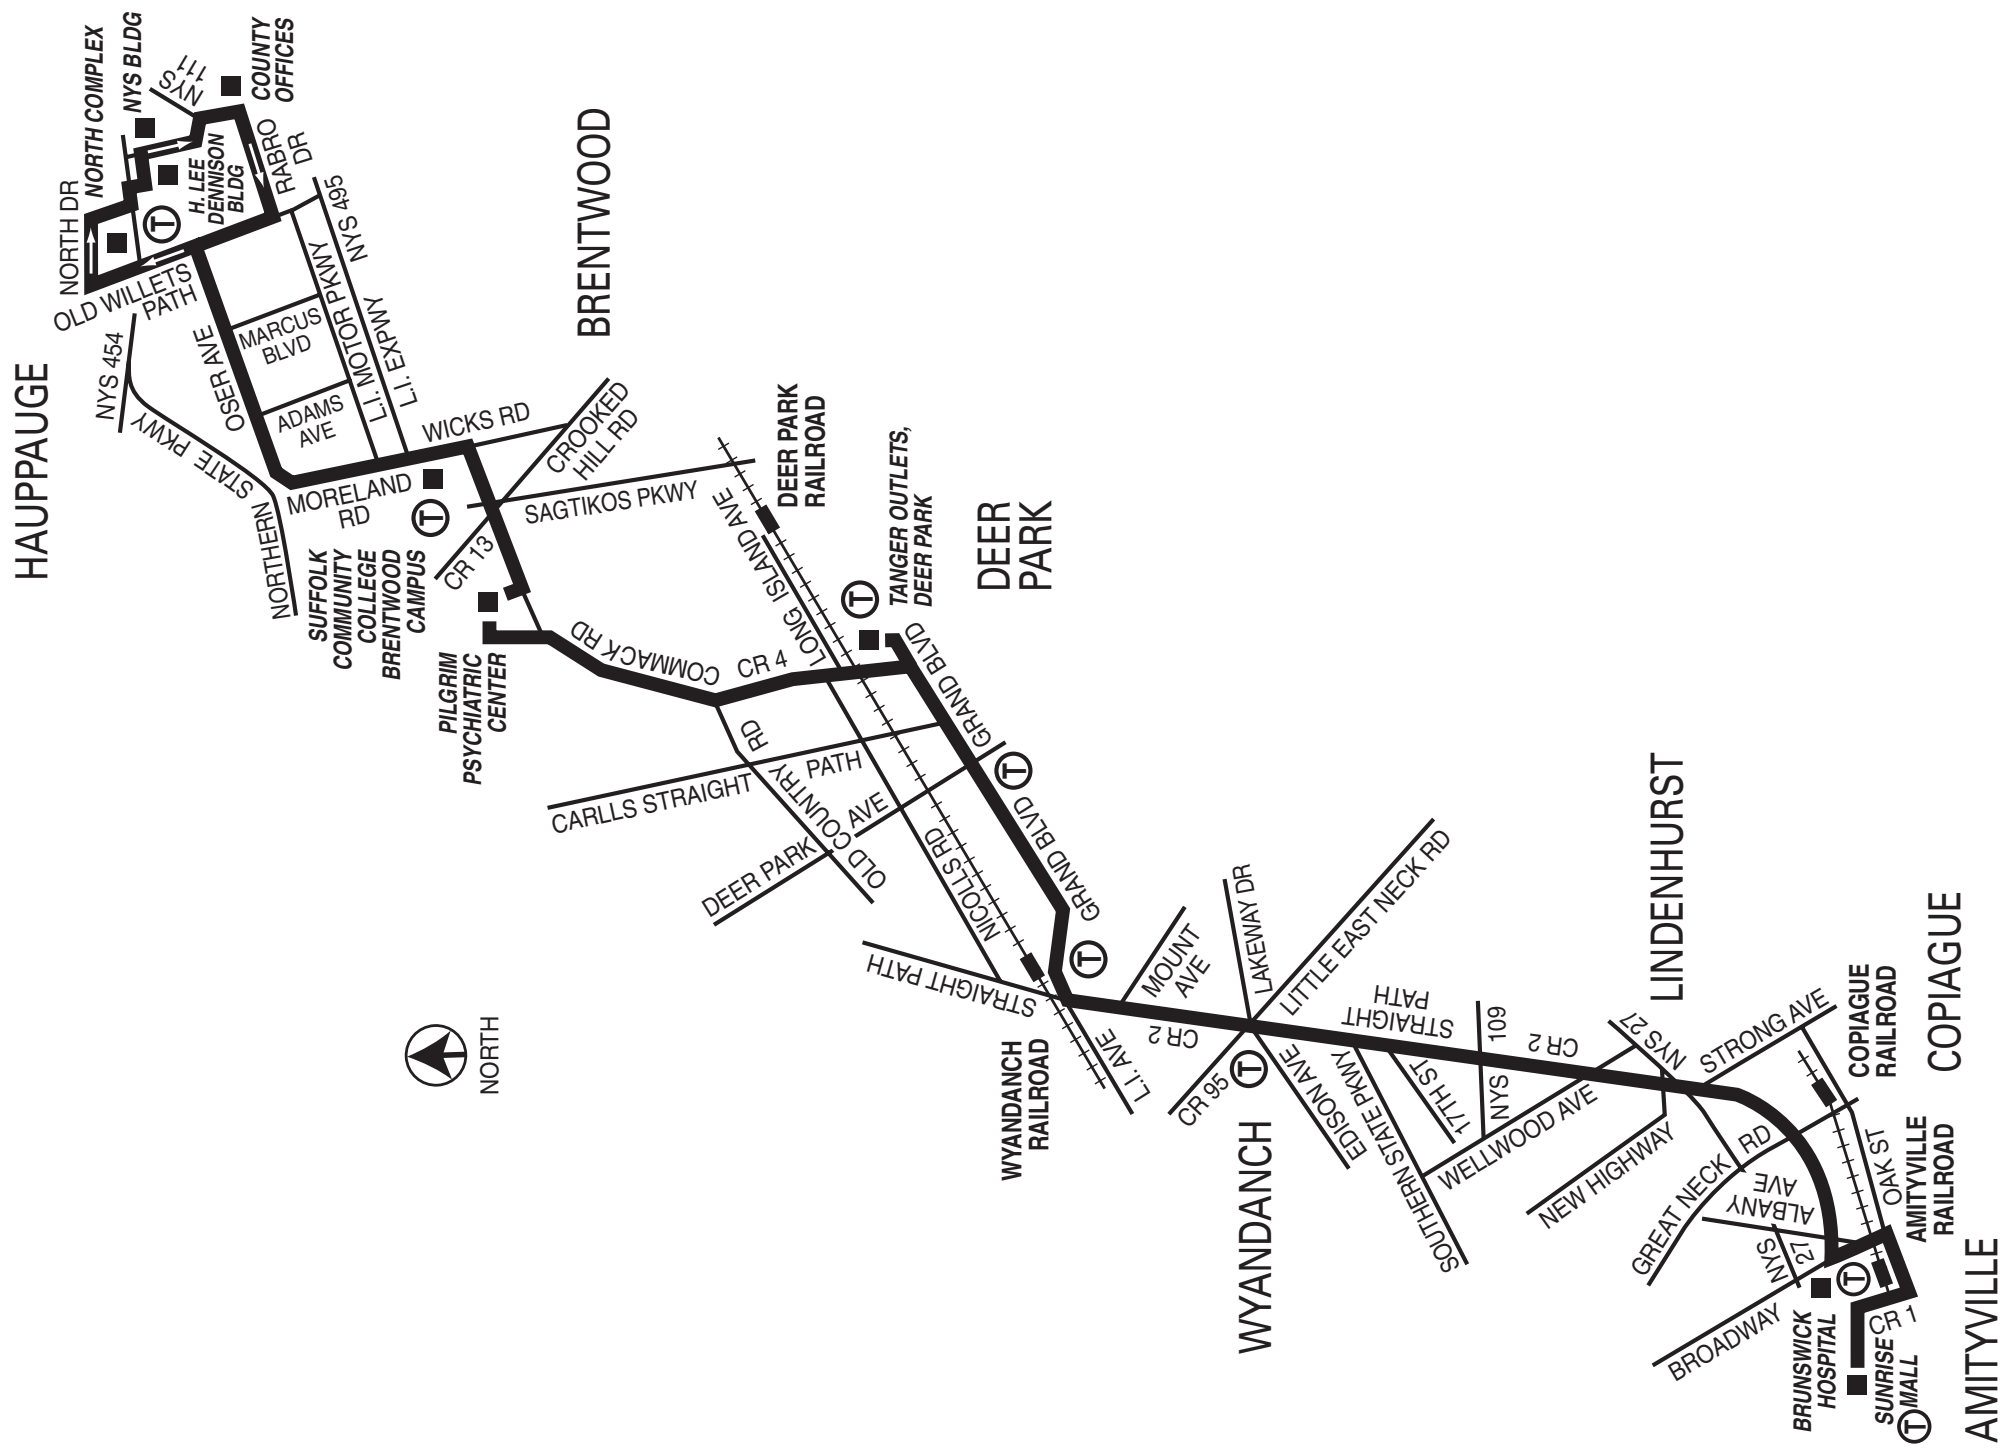 HAUPPAUGE
NORTH DR
NORTH COMPLEX
NYS BLDG
NYS
111
COUNTY
OFFICES
H. LEE
DENNISON
BLDG
RABRO
DR
T
OLD WILLETS
PATH
NYS 454
NORTHERN
STATE PKWY
OSER AVE
MARCUS
BLVD
ADAMS
AVE
L.I. MOTOR PKWY
L.I. EXPWY
NYS 495
MORELAND
RD
WICKS RD
BRENTWOOD
CROOKED
HILL RD
CR 13
SAGTIKOS PKWY
SUFFOLK
COMMUNITY
COLLEGE
BRENTWOOD
CAMPUS
T
PILGRIM
PSYCHIATRIC
CENTER
COMMACK RD
CR 4
LONG ISLAND AVE
DEER PARK
RAILROAD
TANGER OUTLETS,
DEER PARK
T
DEER
PARK
GRAND BLVD
GRAND BLVD
T
GRAND BLVD
OLD COUNTRY
RD
CARLLS STRAIGHT
PATH
DEER PARK
AVE
NICOLLS RD
STRAIGHT PATH
T
NORTH
WYANDANCH
RAILROAD
L.I. AVE
CR 2
MOUNT
AVE
LAKEWAY DR
LITTLE EAST NECK RD
CR 95
T
WYANDANCH
EDISON AVE
SOUTHERN STATE PKWY
STRAIGHT
PATH
17TH ST
NYS
109
CR 2
WELLWOOD AVE
LINDENHURST
NYS 27
NEW HIGHWAY
STRONG AVE
GREAT NECK
RD
COPIAGUE
RAILROAD
COPIAGUE
ALBANY
AVE
NYS
27
OAK ST
AMITYVILLE
RAILROAD
BROADWAY
BRUNSWICK
HOSPITAL
T
CR 1
SUNRISE
MALL
T
AMITYVILLE